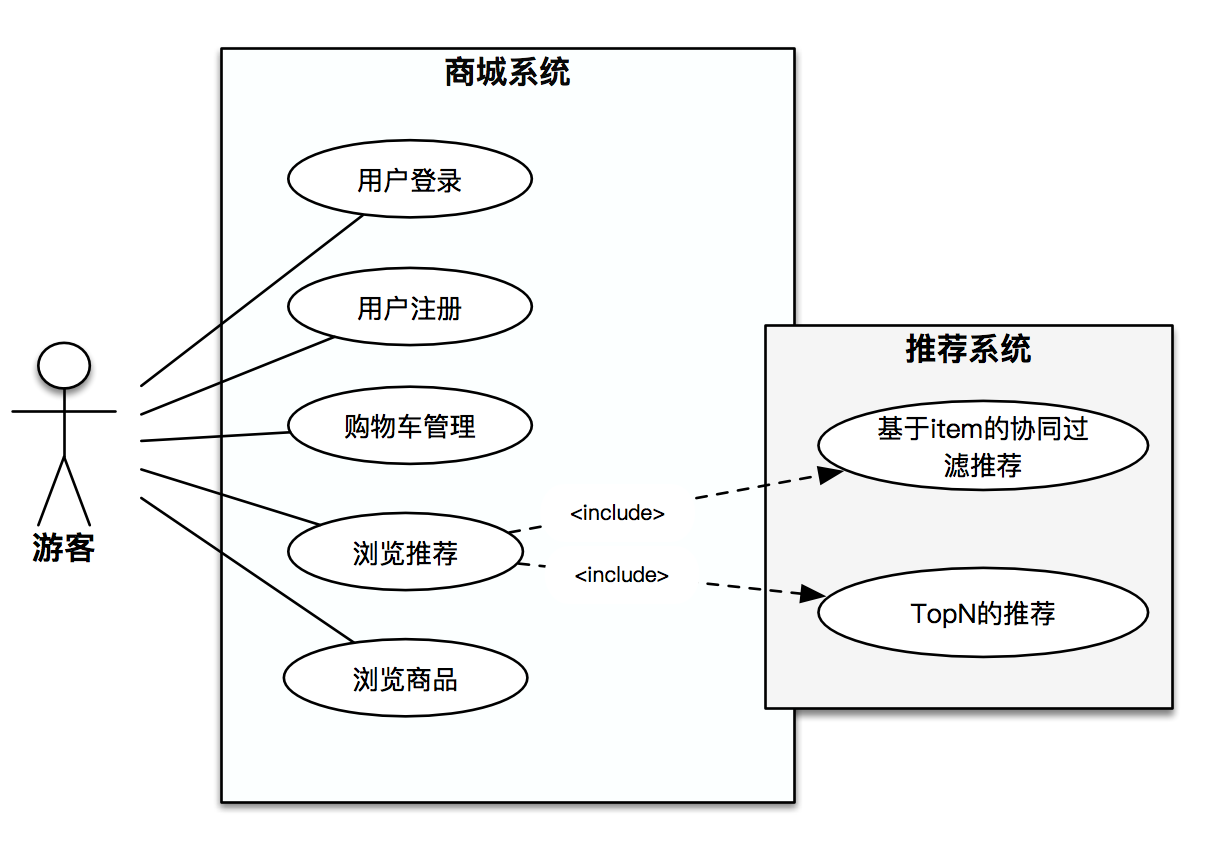 商城系统
用户登录
用户注册
购物车管理
浏览推荐
浏览商品
游客
<include>
<include>
推荐系统
基于item的协同过
滤推荐
TopN的推荐